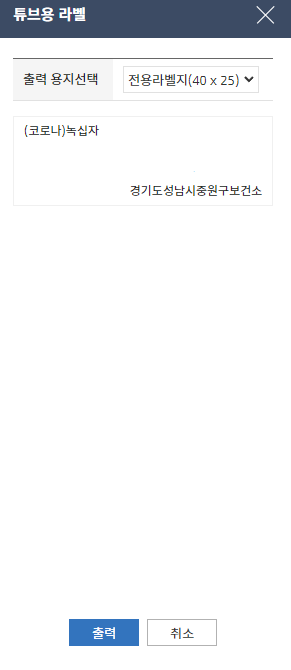 튜브용 라벨
출력 용지선택 전용라벨지(40 x 25)
(코로나)녹십자
경기도성남시중원구보건소
출력 취소